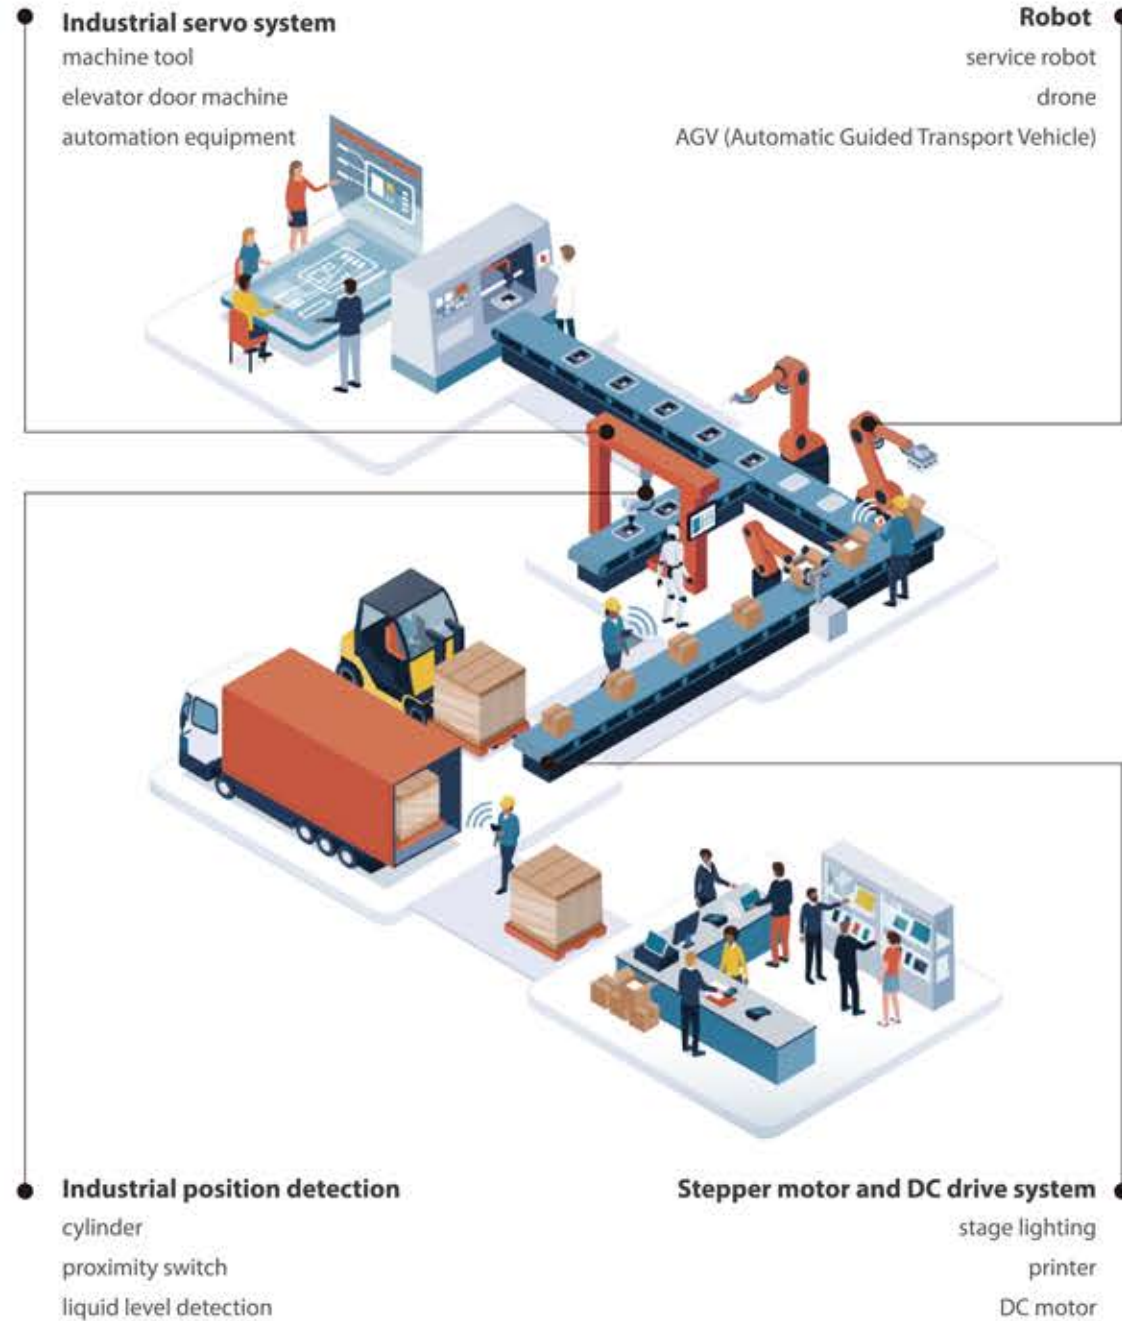 Industrial servo system
machine tool
elevator door machine
automation equipment
Robot
service robot
drone
AGV (Automatic Guided Transport Vehicle)
Industrial position detection
cylinder
proximity switch
liquid level detection
Stepper motor and DC drive system
stage lighting
printer
DC motor